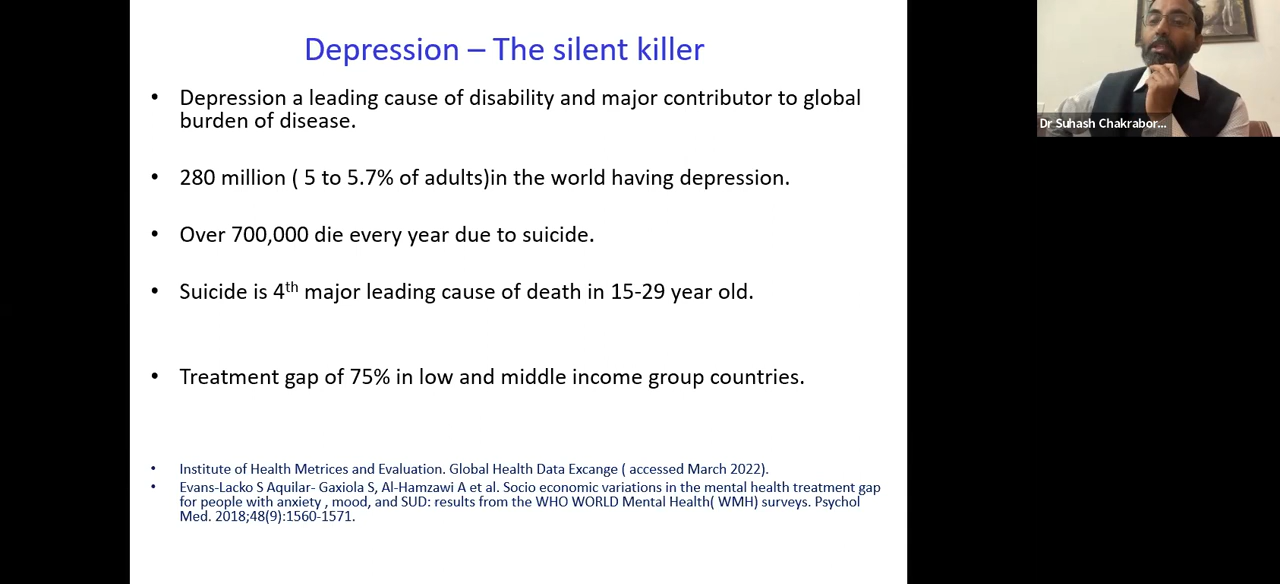 Depression – The silent killer
• Depression a leading cause of disability and major contributor to global
burden of disease.
• 280 million ( 5 to 5.7% of adults)in the world having depression.
• Over 700,000 die every year due to suicide.
• Suicide is 4th major leading cause of death in 15-29 year old.
• Treatment gap of 75% in low and middle income group countries.
• Institute of Health Metrices and Evaluation. Global Health Data Excange ( accessed March 2022).
• Evans-Lacko S Aquilar- Gaxiola S, Al-Hamzawi A et al. Socio economic variations in the mental health treatment gap
for people with anxiety , mood, and SUD: results from the WHO WORLD Mental Health( WMH) surveys. Psychol
Med. 2018;48(9):1560-1571.
Dr Suhash Chakrabor...